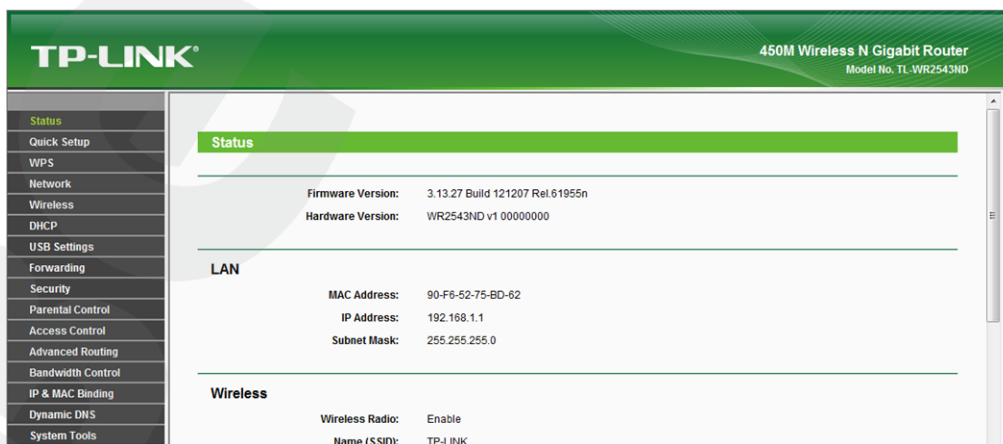 TP-LINK®
450M Wireless N Gigabit Router
Model No. TL-WR2543ND
Status
Quick Setup
WPS
Network
Wireless
DHCP
USB Settings
Forwarding
Security
Parental Control
Access Control
Advanced Routing
Bandwidth Control
IP & MAC Binding
Dynamic DNS
System Tools
Status
Firmware Version: 3.13.27 Build 121207 Rel.61955n
Hardware Version: WR2543ND v1 00000000
LAN
MAC Address: 90-F6-52-75-BD-62
IP Address: 192.168.1.1
Subnet Mask: 255.255.255.0
Wireless
Wireless Radio: Enable
Name (SSID): TP-LINK